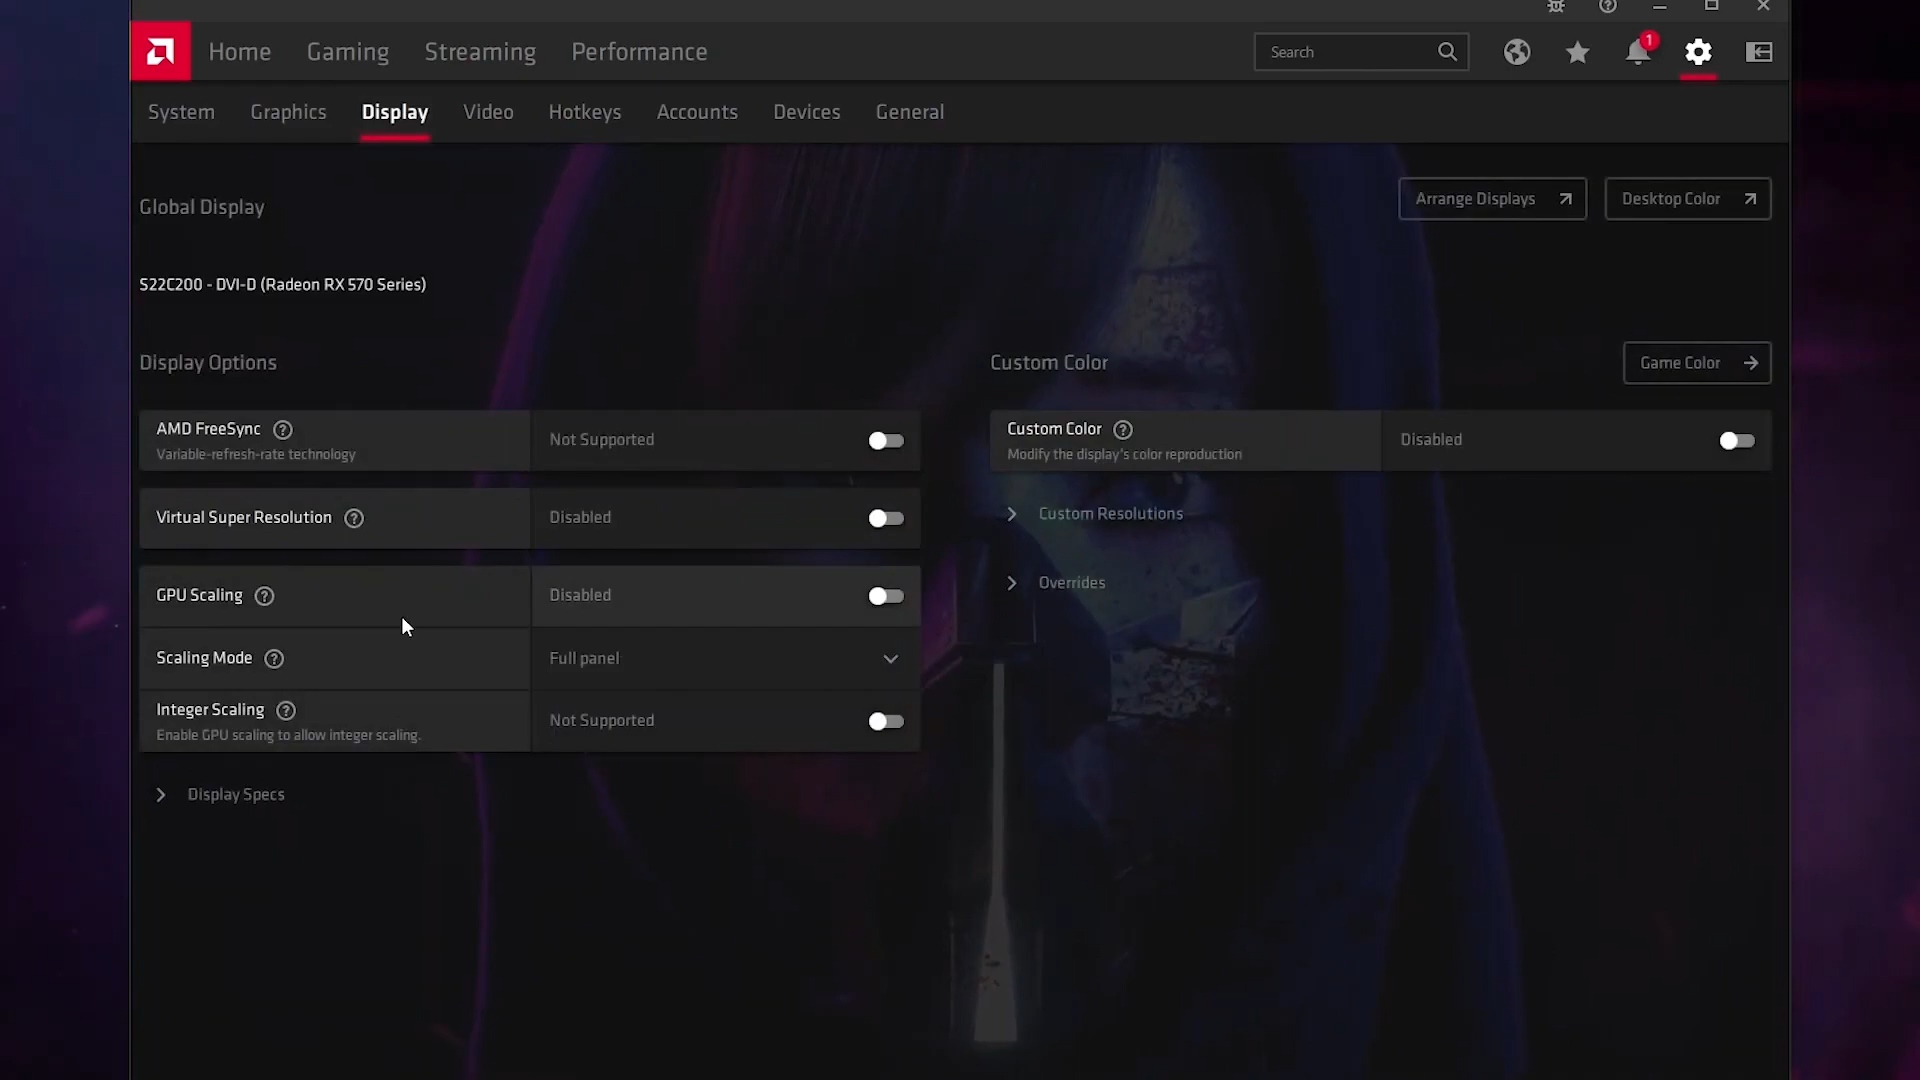 Home Gaming Streaming Performance Search 1
System Graphics Display Video Hotkeys Accounts Devices General
Global Display Arrange Displays Desktop Color
S22C200 - DVI-D (Radeon RX 570 Series)
Display Options
AMD FreeSync
Variable-refresh-rate technology
Not Supported
Virtual Super Resolution Disabled
GPU Scaling Disabled
Scaling Mode Full panel
Integer Scaling
Enable GPU scaling to allow integer scaling.
Not Supported
Display Specs
Custom Color Game Color
Custom Color
Modify the display's color reproduction
Disabled
Custom Resolutions
Overrides